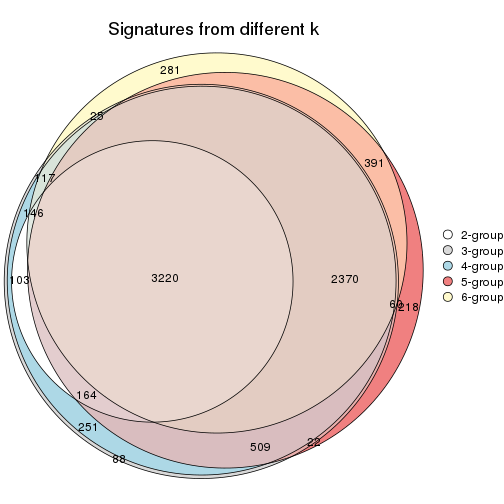 Signatures from different k
281
25
391
117
146
103
3220
2370
218
164
251
509
22
88
2-group
3-group
4-group
5-group
6-group